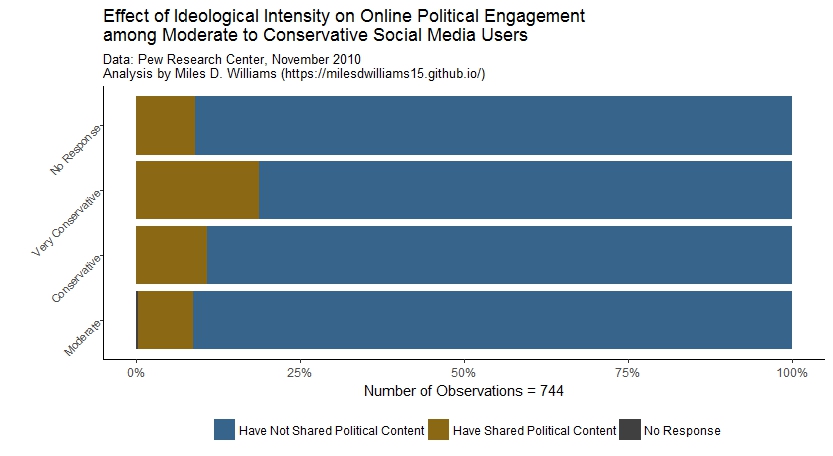 Effect of Ideological Intensity on Online Political Engagement
among Moderate to Conservative Social Media Users
Data: Pew Research Center, November 2010
Analysis by Miles D. Williams (https://milesdwilliams15.github.io/)
No Response
Very Conservative
Conservative
Moderate
0% 25% 50% 75% 100%
Number of Observations = 744
Have Not Shared Political Content Have Shared Political Content No Response